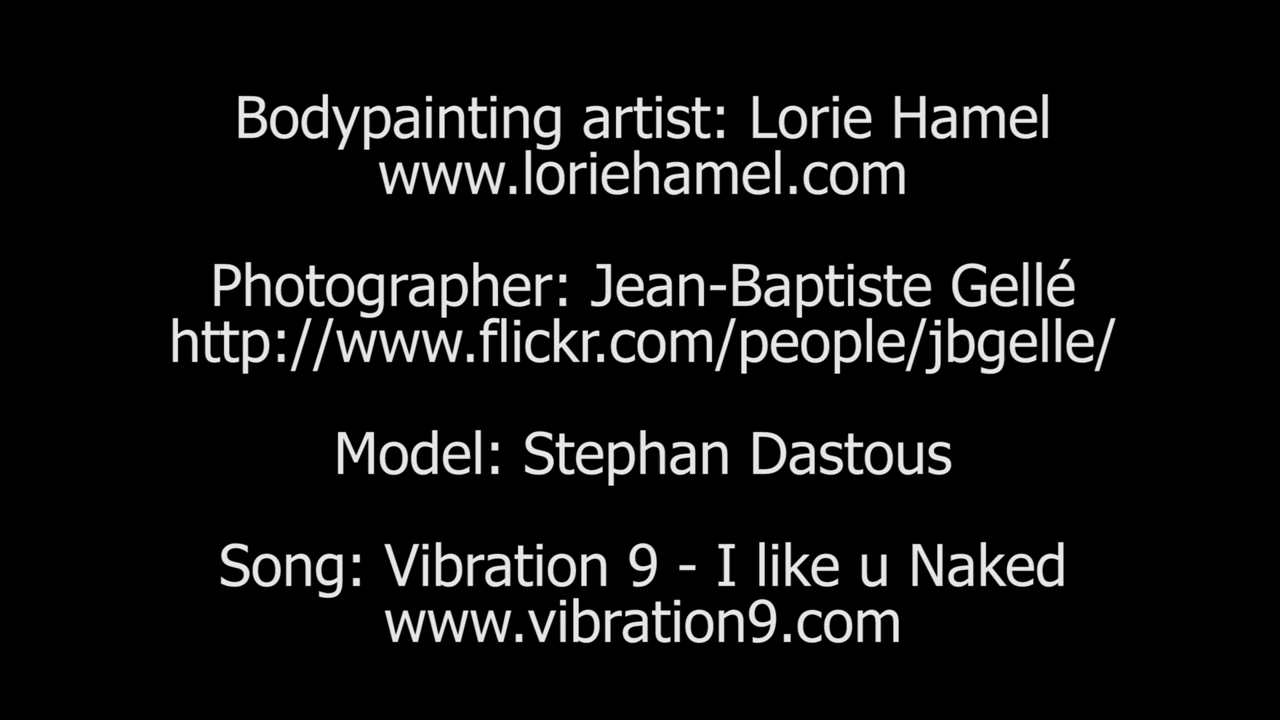 Bodypainting artist: Lorie Hamel
www.loriehamel.com
Photographer: Jean-Baptiste Gellé
http://www.flickr.com/people/jbgelle/
Model: Stephan Dastous
Song: Vibration 9 - I like u Naked
www.vibration9.com